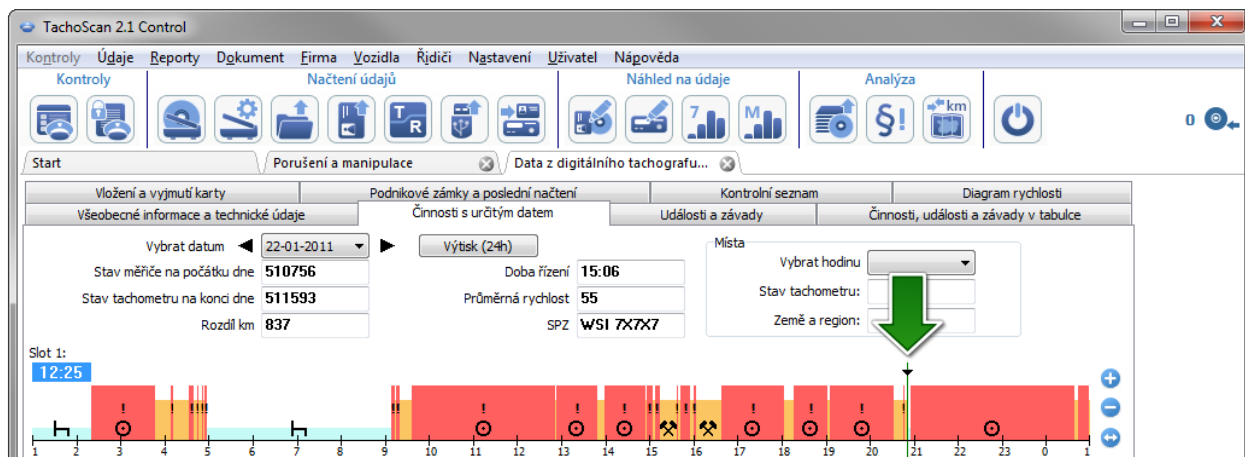 TachoScan 2.1 Control
Kontroly Údaje Reporty Dokument Firma Vozidla Řidiči Nastavení Uživatel Nápověda
Kontroly Načtení údajů Náhled na údaje Analýza
T R 7 M §! km 0
Start Porušení a manipulace Data z digitálního tachografu...
Vložení a vyjmutí karty Podnikové zámky a poslední načtení Kontrolní seznam Diagram rychlosti
Všeobecné informace a technické údaje Činnosti s určitým datem Události a závady Činnosti, události a závady v tabulce
Vybrat datum 22-01-2011 Výtisk (24h) Místa
Vybrat hodinu
Stav měřiče na počátku dne 510756 Doba řízení 15:06
Stav tachometru:
Stav tachometru na konci dne 511593 Průměrná rychlost 55
Země a region:
Rozdíl km 837 SPZ WSI 7X7X7
Slot 1:
12:25
! ! ! ! ! ! ! ! ! ! ! ! ! ! ! ! ! ! ! !
1 2 3 4 5 6 7 8 9 10 11 12 13 14 15 16 17 18 19 20 21 22 23 0 1